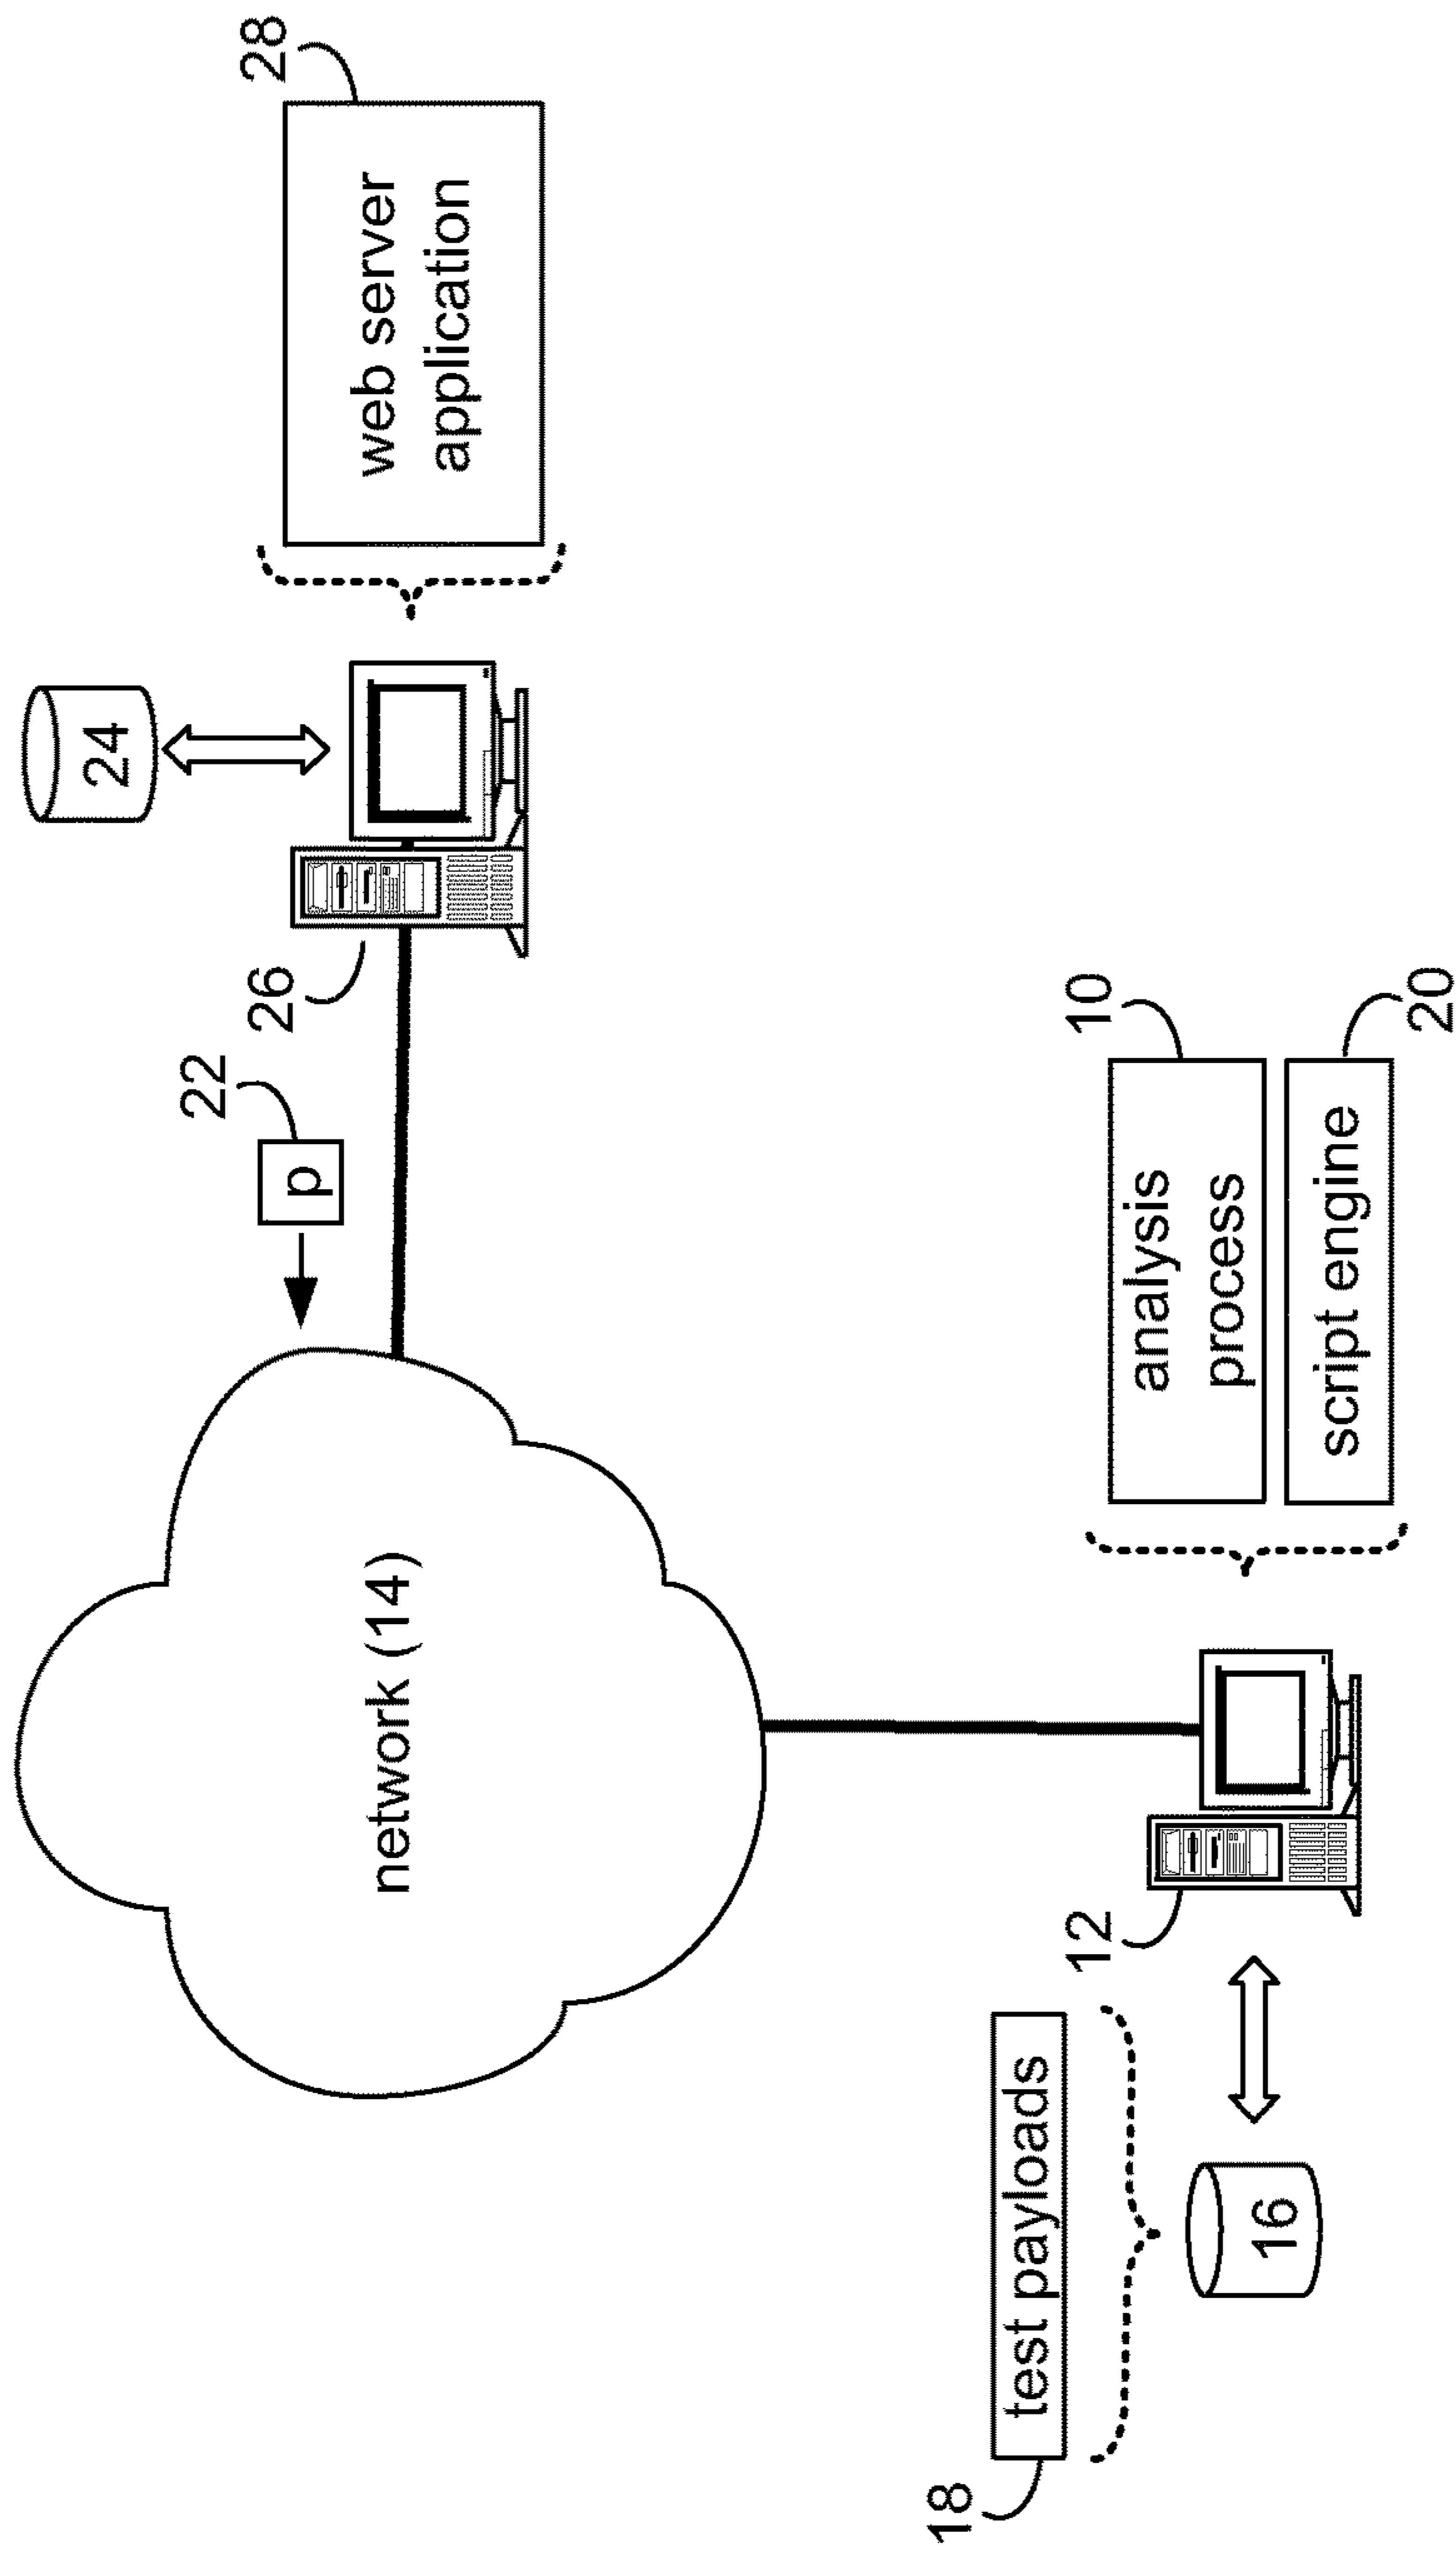 test payloads
18
16
12
network (14)
analysis
process
10
script engine
20
p
22
26
24
web server
application
28